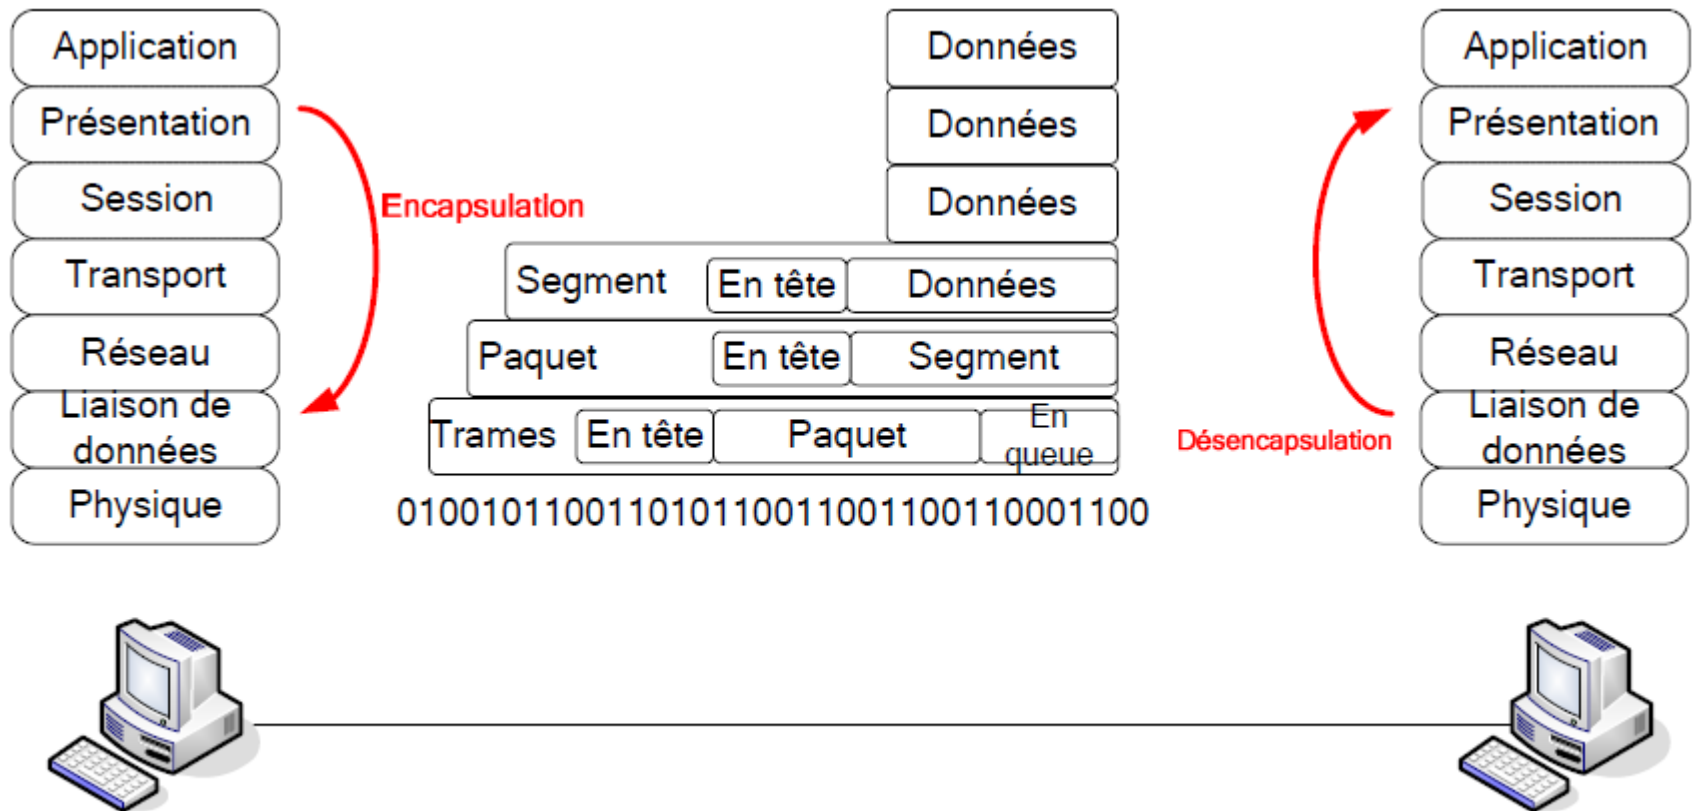 Application
Données
Application
Présentation
Données
Présentation
Session
Encapsulation
Données
Session
Transport
Segment
En tête
Données
Transport
Réseau
Paquet
En tête
Segment
Réseau
Liaison de
données
Trames
En tête
Paquet
En
queue
Désencapsulation
Liaison de
données
Physique
010010110011010110011001100110001100
Physique